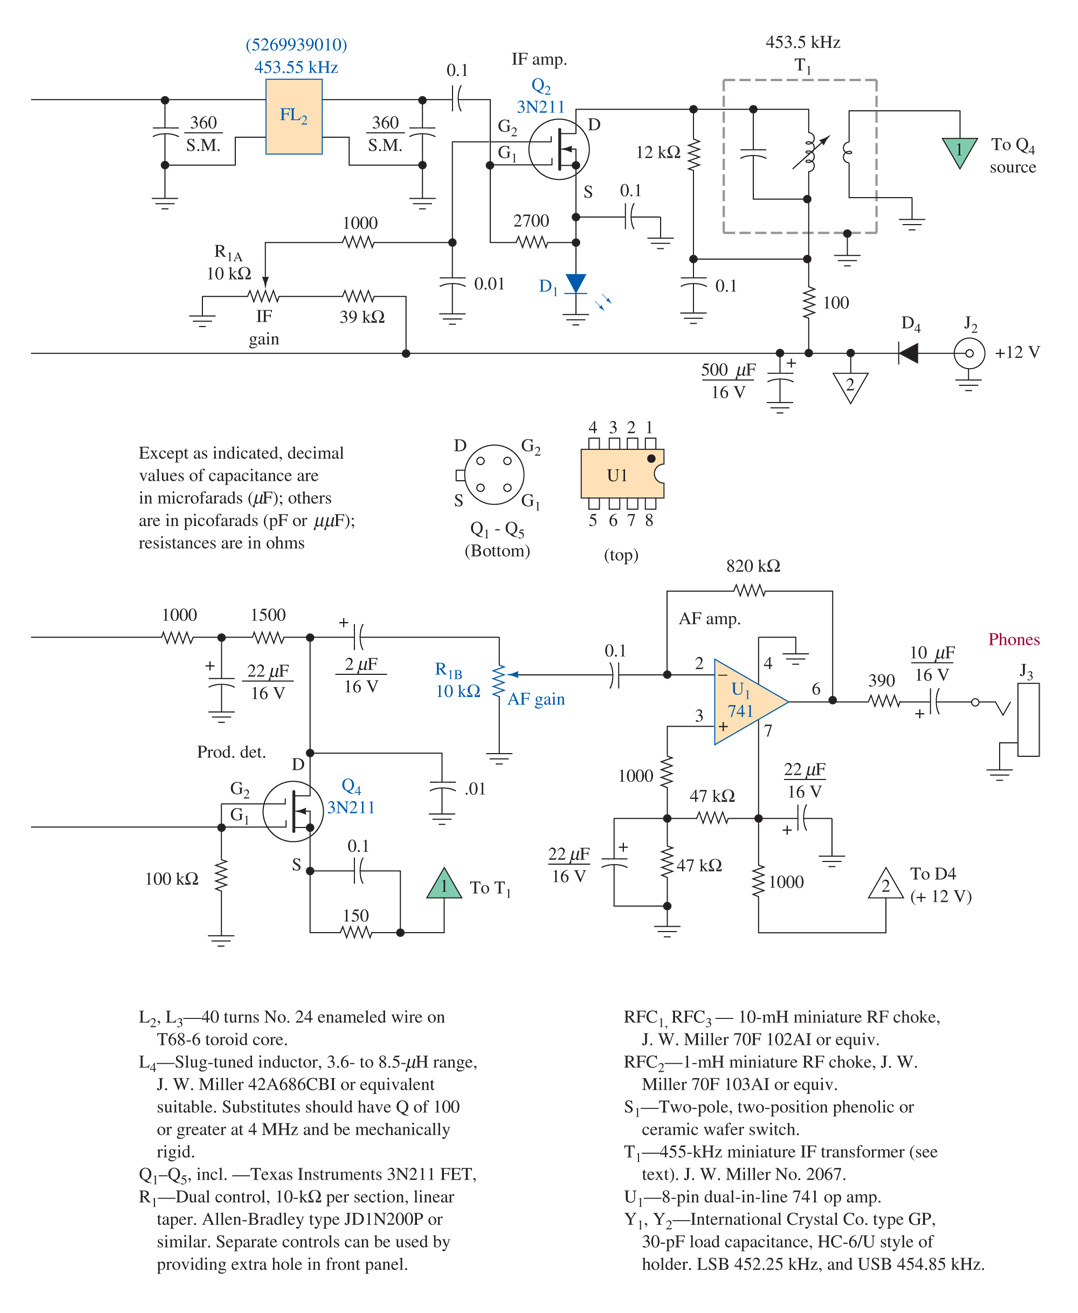 (5269939010)
453.55 kHz
FL2
360
S.M.
360
S.M.
0.1
IF amp.
Q2
3N211
G2
G1
D
S
453.5 kHz
T1
12 kΩ
1
To Q4
source
0.1
2700
1000
R1A
10 kΩ
IF
gain
39 kΩ
0.01
D1
0.1
100
500 μF
16 V
2
D4
J2
+12 V
+
Except as indicated, decimal
values of capacitance are
in microfarads (μF); others
are in picofarads (pF or μμF);
resistances are in ohms
D
G2
S
G1
Q1 - Q5
(Bottom)
4 3 2 1
U1
5 6 7 8
(top)
1000
1500
+
22 μF
16 V
+
2 μF
16 V
R1B
10 kΩ
AF gain
Prod. det.
D
G2
G1
Q4
3N211
S
.01
100 kΩ
0.1
150
1
To T1
820 kΩ
AF amp.
0.1
2
−
3
+
U1
741
4
6
7
390
10 μF
16 V
+
Phones
J3
1000
47 kΩ
22 μF
16 V
+
22 μF
16 V
+
47 kΩ
1000
2
To D4
(+ 12 V)
L2, L3—40 turns No. 24 enameled wire on
T68-6 toroid core.
L4—Slug-tuned inductor, 3.6- to 8.5-μH range,
J. W. Miller 42A686CBI or equivalent
suitable. Substitutes should have Q of 100
or greater at 4 MHz and be mechanically
rigid.
Q1–Q5, incl. —Texas Instruments 3N211 FET,
R1—Dual control, 10-kΩ per section, linear
taper. Allen-Bradley type JD1N200P or
similar. Separate controls can be used by
providing extra hole in front panel.
RFC1, RFC3— 10-mH miniature RF choke,
J. W. Miller 70F 102AI or equiv.
RFC2—1-mH miniature RF choke, J. W.
Miller 70F 103AI or equiv.
S1—Two-pole, two-position phenolic or
ceramic wafer switch.
T1—455-kHz miniature IF transformer (see
text). J. W. Miller No. 2067.
U1—8-pin dual-in-line 741 op amp.
Y1, Y2—International Crystal Co. type GP,
30-pF load capacitance, HC-6/U style of
holder. LSB 452.25 kHz, and USB 454.85 kHz.